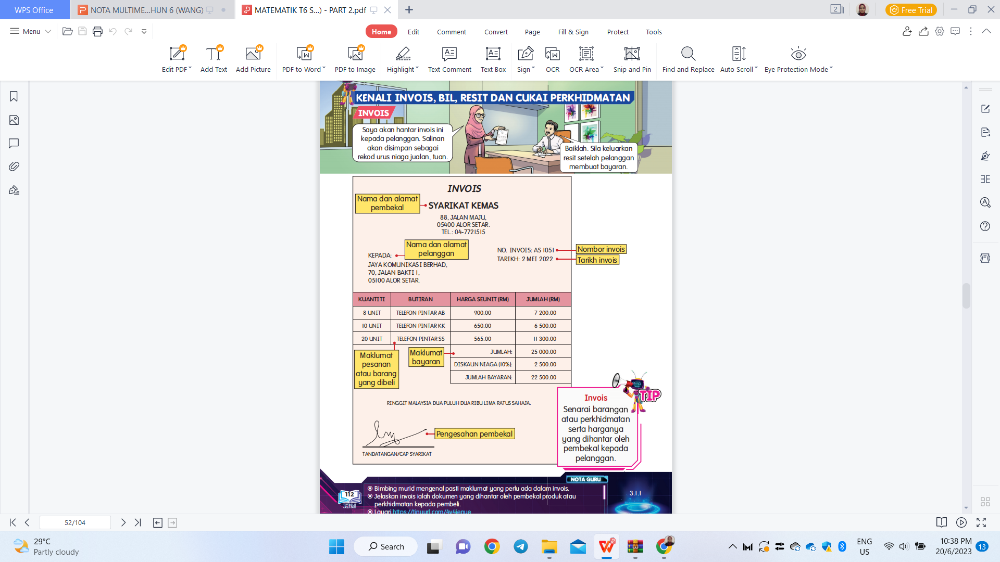 WPS Office
NOTA MULTIME...HUN 6 (WANG)
MATEMATIK T6 S...) - PART 2.pdf
2
Free Trial
Menu
Home
Edit
Comment
Convert
Page
Fill & Sign
Protect
Tools
Edit PDF
Add Text
Add Picture
PDF to Word
PDF to Image
Highlight
Text Comment
Text Box
Sign
OCR
OCR Area
Snip and Pin
Find and Replace
Auto Scroll
Eye Protection Mode
KENALI INVOIS, BIL, RESIT DAN CUKAI PERKHIDMATAN
INVOIS
Saya akan hantar invois ini
kepada pelanggan. Salinan
akan disimpan sebagai
rekod urus niaga jualan, tuan.
Baiklah. Sila keluarkan
resit setelah pelanggan
membuat bayaran.
INVOIS
Nama dan alamat
pembekal
SYARIKAT KEMAS
88, JALAN MAJU,
05400 ALOR SETAR.
TEL.: 04-7721515
Nama dan alamat
pelanggan
KEPADA:
JAYA KOMUNIKASI BERHAD,
70, JALAN BAKTI 1,
05100 ALOR SETAR.
NO. INVOIS: AS 1051
TARIKH: 2 MEI 2022
Nombor invois
Tarikh invois
KUANTITI BUTIRAN HARGA SEUNIT (RM) JUMLAH (RM)
8 UNIT TELEFON PINTAR AB 900.00 7 200.00
10 UNIT TELEFON PINTAR KK 650.00 6 500.00
20 UNIT TELEFON PINTAR SS 565.00 11 300.00
JUMLAH: 25 000.00
DISKAUN NIAGA (10%): 2 500.00
JUMLAH BAYARAN: 22 500.00
Maklumat
pesanan
atau barang
yang dibeli
Maklumat
bayaran
RINGGIT MALAYSIA DUA PULUH DUA RIBU LIMA RATUS SAHAJA.
Pengesahan pembekal
TANDATANGAN/CAP SYARIKAT
TIP
Invois
Senarai barangan
atau perkhidmatan
serta harganya
yang dihantar oleh
pembekal kepada
pelanggan.
NOTA GURU
112
KPM
Bimbing murid mengenal pasti maklumat yang perlu ada dalam invois.
Jelaskan invois ialah dokumen yang dihantar oleh pembekal produk atau
perkhidmatan kepada pembeli.
Layari https://tinyurl.com/4y4jenue
3.1.1
52/104
29°C
Partly cloudy
Search
ENG
US
10:38 PM
20/6/2023
13